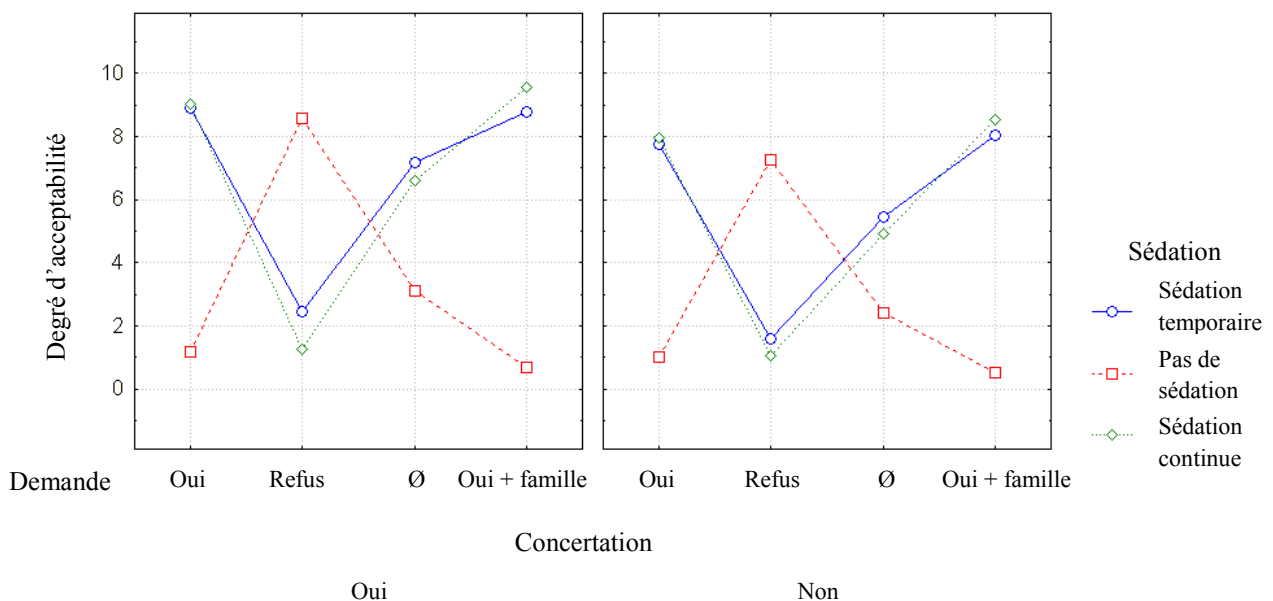 Degré d'acceptabilité
10
8
6
4
2
0
Demande Oui Refus Ø Oui + famille Oui Refus Ø Oui + famille
Concertation
Oui Non
Sédation
Sédation
temporaire
Pas de
sédation
Sédation
continue